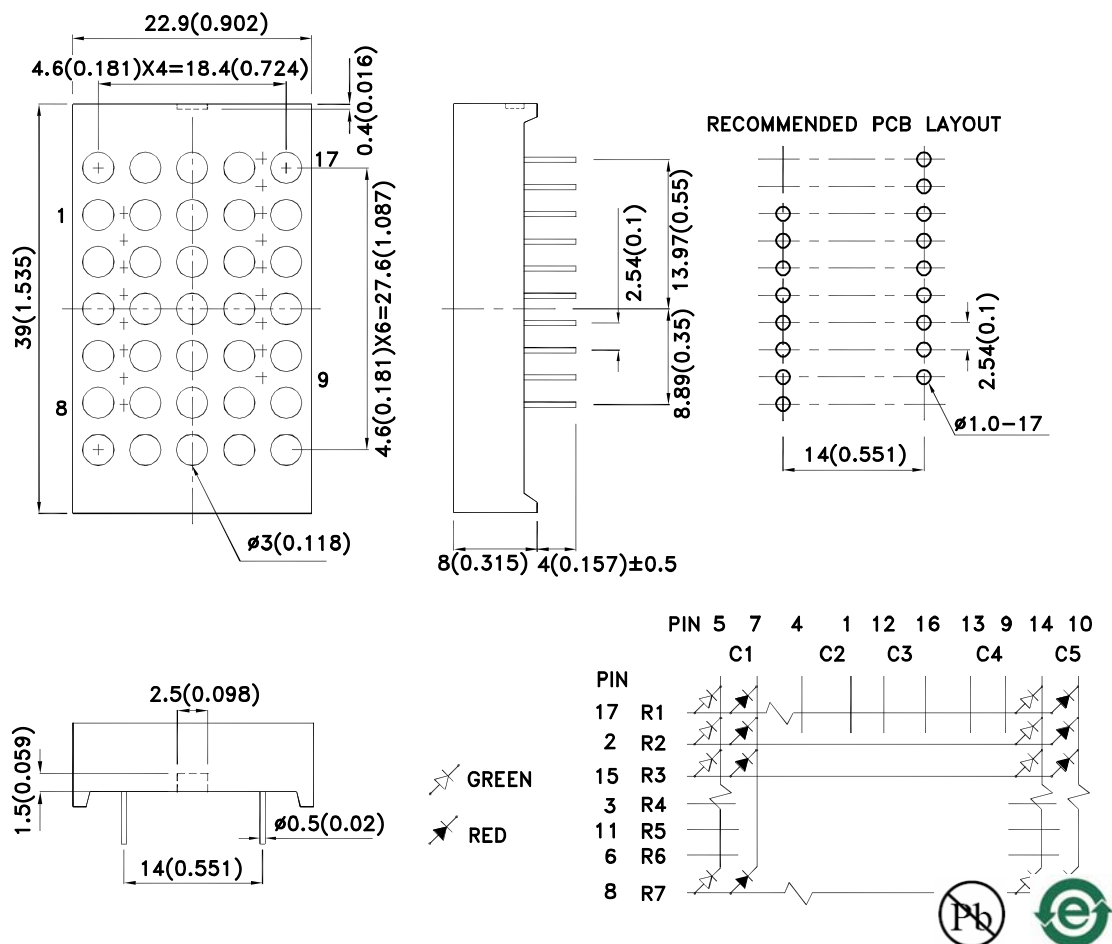 22.9(0.902)
4.6(0.181)X4=18.4(0.724)
0.4(0.016)
17
1
39(1.535)
4.6(0.181)X6=27.6(1.087)
9
8
ø3(0.118)
13.97(0.55)
2.54(0.1)
8.89(0.35)
8(0.315) 4(0.157)±0.5
RECOMMENDED PCB LAYOUT
2.54(0.1)
ø1.0-17
14(0.551)
2.5(0.098)
1.5(0.059)
ø0.5(0.02)
14(0.551)
GREEN
RED
PIN 5 7 4 1 12 16 13 9 14 10
C1 C2 C3 C4 C5
PIN
17 R1
2 R2
15 R3
3 R4
11 R5
6 R6
8 R7
Pb
e